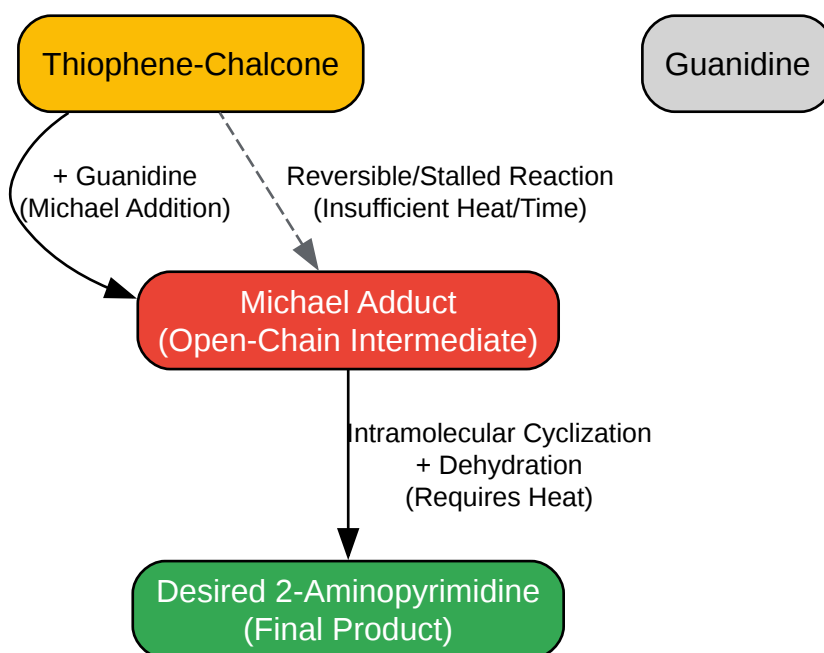 Thiophene-Chalcone
Guanidine
+ Guanidine
(Michael Addition)
Reversible/Stalled Reaction
(Insufficient Heat/Time)
Michael Adduct
(Open-Chain Intermediate)
Intramolecular Cyclization
+ Dehydration
(Requires Heat)
Desired 2-Aminopyrimidine
(Final Product)